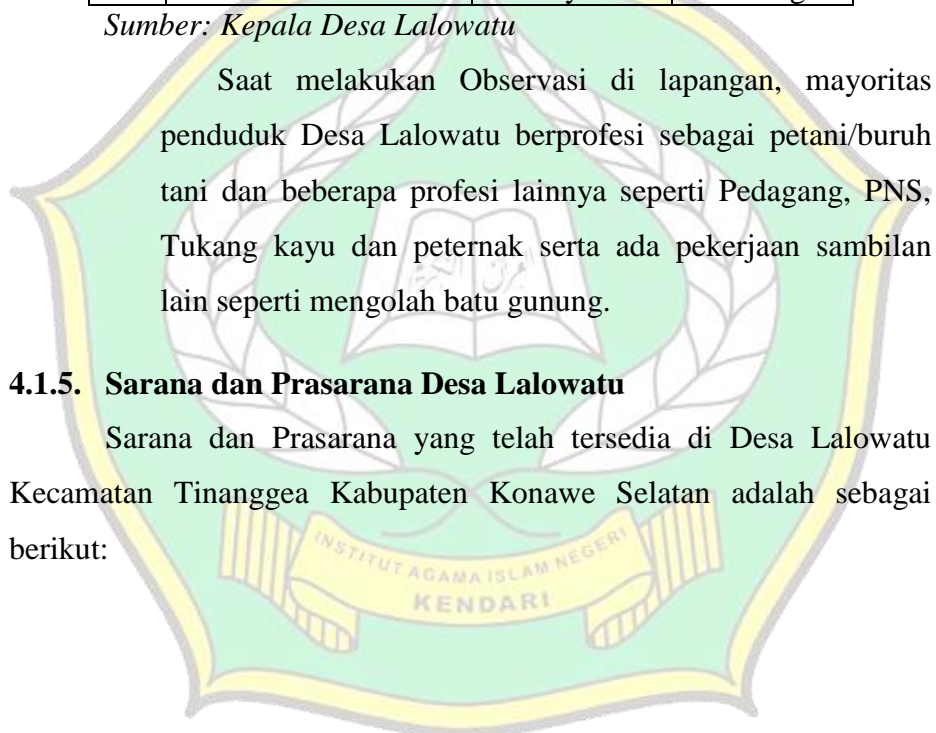 Sumber: Kepala Desa Lalowatu
Saat melakukan Observasi di lapangan, mayoritas
penduduk Desa Lalowatu berprofesi sebagai petani/buruh
tani dan beberapa profesi lainnya seperti Pedagang, PNS,
Tukang kayu dan peternak serta ada pekerjaan sambilan
lain seperti mengolah batu gunung.
4.1.5. Sarana dan Prasarana Desa Lalowatu
Sarana dan Prasarana yang telah tersedia di Desa Lalowatu
Kecamatan Tinanggea Kabupaten Konawe Selatan adalah sebagai
berikut:
INSTITUT AGAMA ISLAM NEGERI
KENDARI